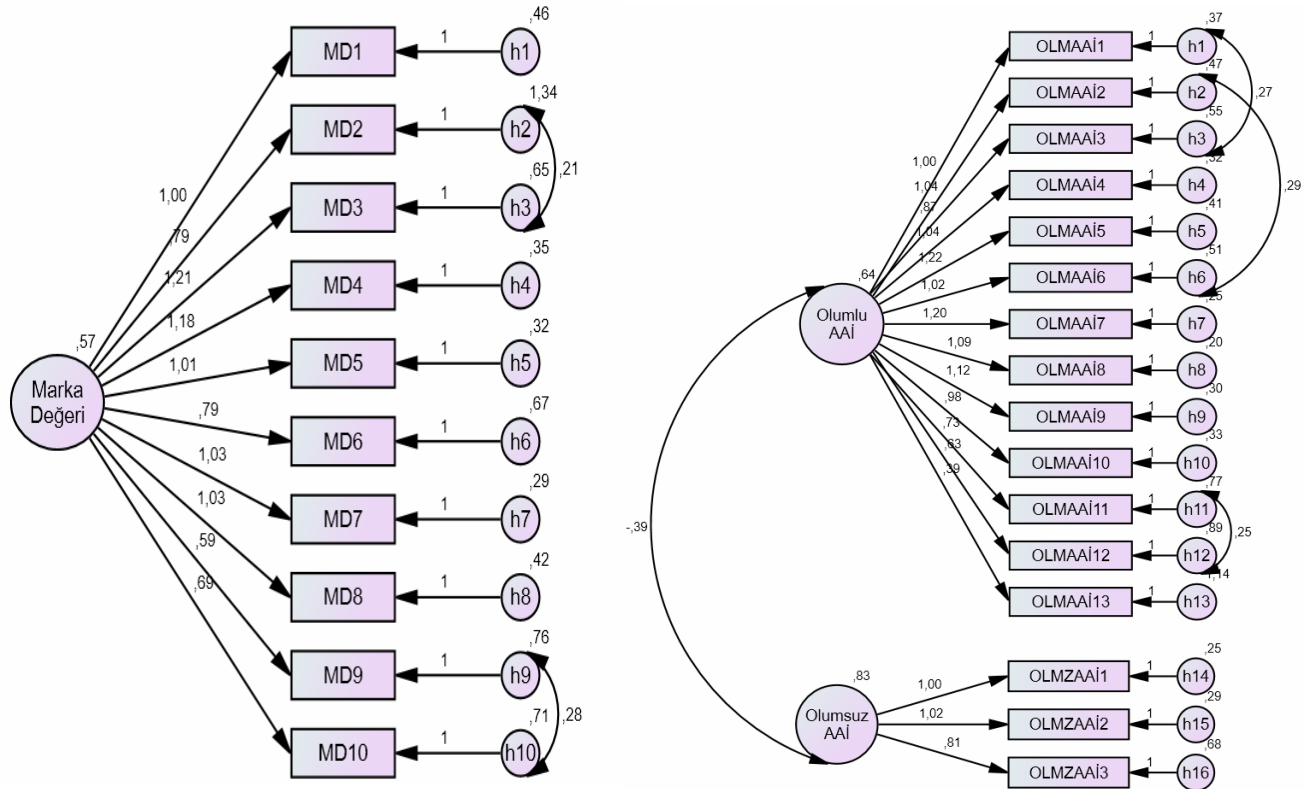 ,46
MD1
1
h1
1,34
MD2
1
h2
,65
,21
MD3
1
h3
1,00
,79
1,21
1,18
1,01
,79
1,03
1,03
,59
,69
,35
MD4
1
h4
,57
Marka
Değeri
,32
MD5
1
h5
,67
MD6
1
h6
,29
MD7
1
h7
,42
MD8
1
h8
,76
MD9
1
h9
,71
,28
MD10
1
h10
,37
OLMAAİ1
1
h1
,47
OLMAAİ2
1
h2
,27
,55
OLMAAİ3
1
h3
,32
OLMAAİ4
1
h4
,29
,41
OLMAAİ5
1
h5
,51
OLMAAİ6
1
h6
,25
OLMAAİ7
1
h7
,20
OLMAAİ8
1
h8
,30
OLMAAİ9
1
h9
,33
OLMAAİ10
1
h10
,77
OLMAAİ11
1
h11
,89
,25
OLMAAİ12
1
h12
1,14
OLMAAİ13
1
h13
1,00
1,04
,87
1,04
1,22
1,02
1,20
1,09
1,12
,98
,73
,63
,39
,64
Olumlu
AAİ
-,39
,83
Olumsuz
AAİ
1,00
1,02
,81
,25
OLMZAAİ1
1
h14
,29
OLMZAAİ2
1
h15
,68
OLMZAAİ3
1
h16